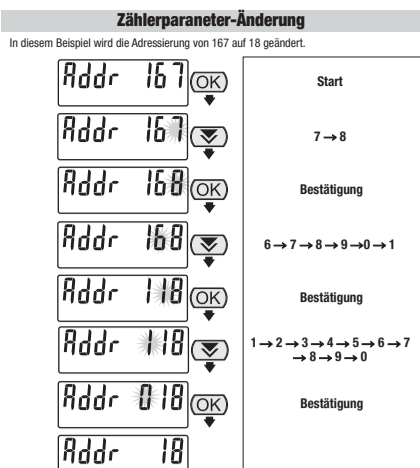 Zählerparaneter-Änderung
In diesem Beispiel wird die Adressierung von 167 auf 18 geändert.
Addr 167 OK Start
Addr 167 7→8
Addr 168 OK Bestätigung
Addr 168 6→7→8→9→0→1
Addr 118 OK Bestätigung
Addr 118 1→2→3→4→5→6→7
→8→9→0
Addr 018 OK Bestätigung
Addr 18